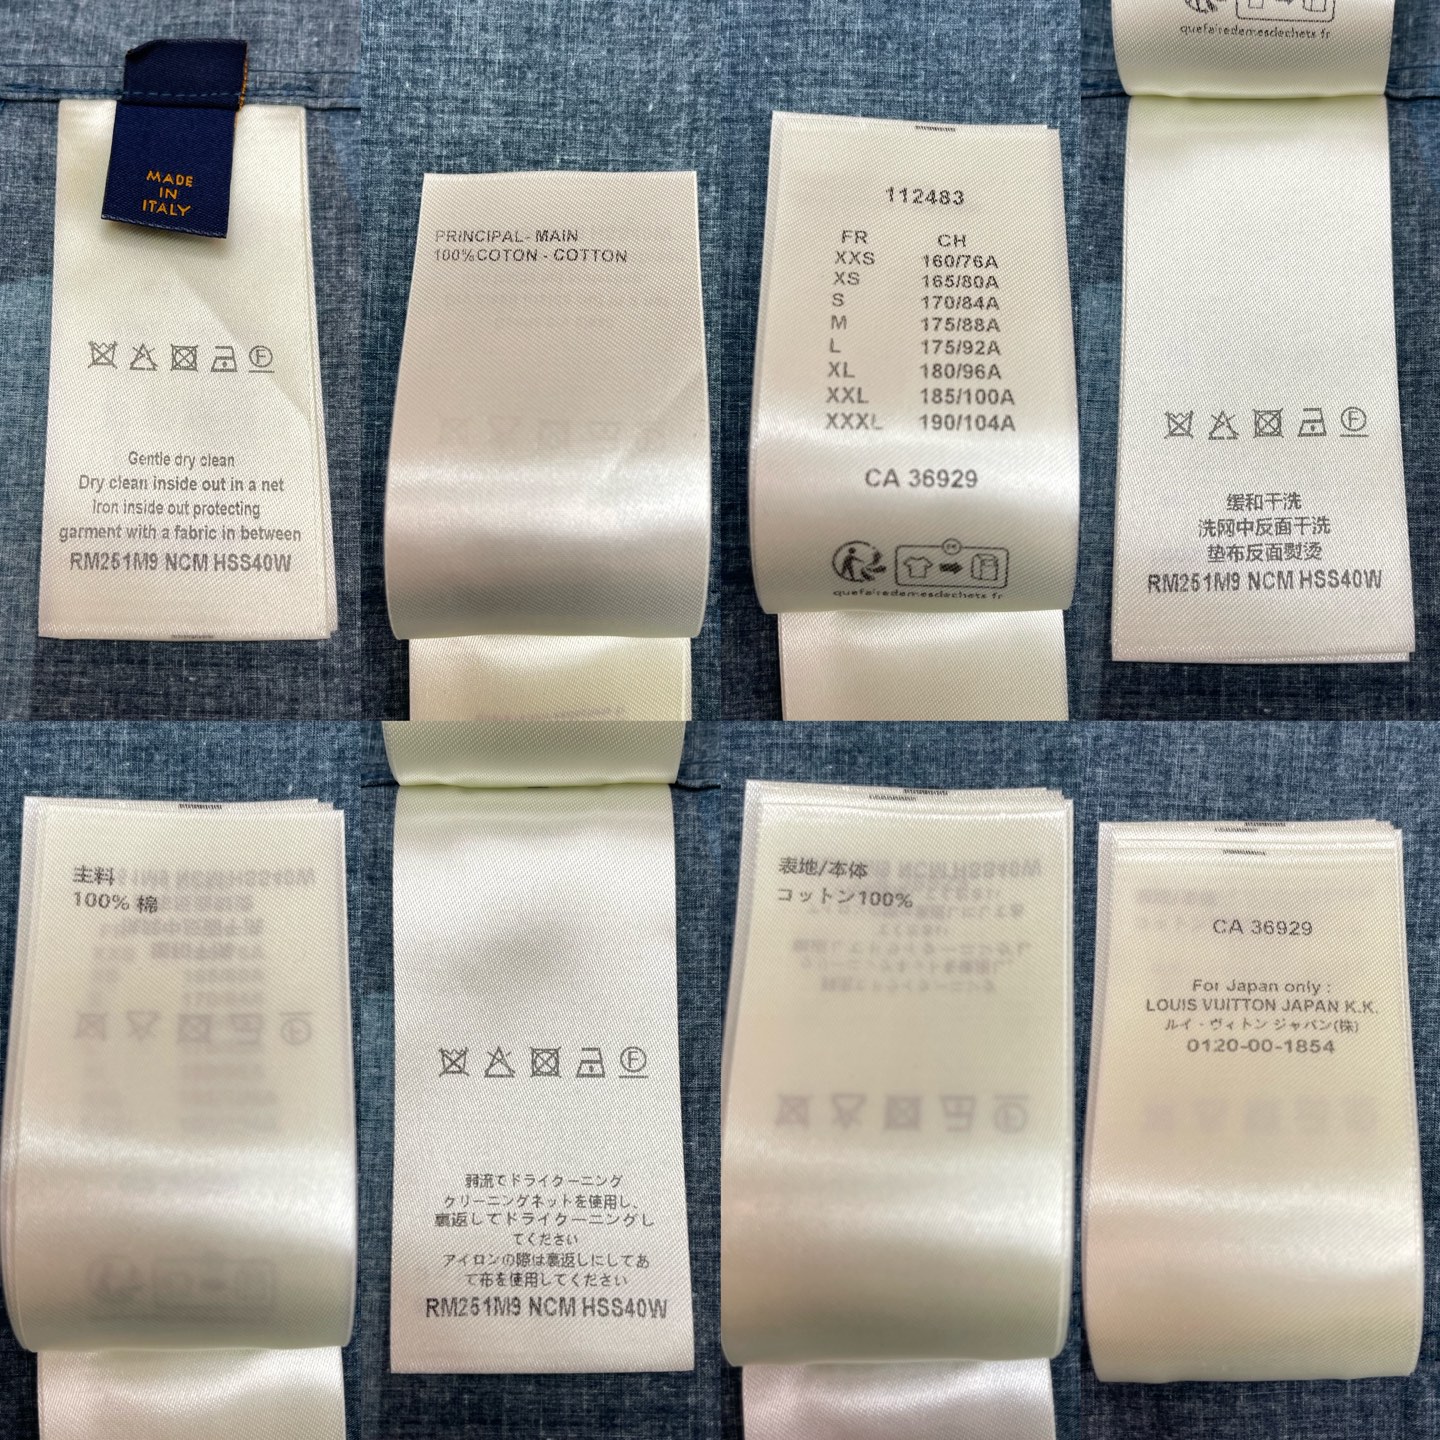 MADE
IN
ITALY
F
Gentle dry clean
Dry clean inside out in a net
Iron inside out protecting
garment with a fabric in between
RM251M9 NCM HSS40W
PRINCIPAL- MAIN
100%COTON - COTTON
112483
FR CH
XXS 160/76A
XS 165/80A
S 170/84A
M 175/88A
L 175/92A
XL 180/96A
XXL 185/100A
XXXL 190/104A
CA 36929
FR
quefairedemesdechets.fr
quefairedemesdechets.fr
F
缓和干洗
洗网中反面干洗
垫布反面熨烫
RM251M9 NCM HSS40W
主料
100% 棉
F
弱流でドライクーニング
クリーニングネットを使用し、
裏返してドライクーニングし
てください
アイロンの際は裏返しにしてあ
て布を使用してください
RM251M9 NCM HSS40W
表地/本体
コットン100%
CA 36929
For Japan only :
LOUIS VUITTON JAPAN K.K.
ルイ・ヴィトン ジャパン(株)
0120-00-1854